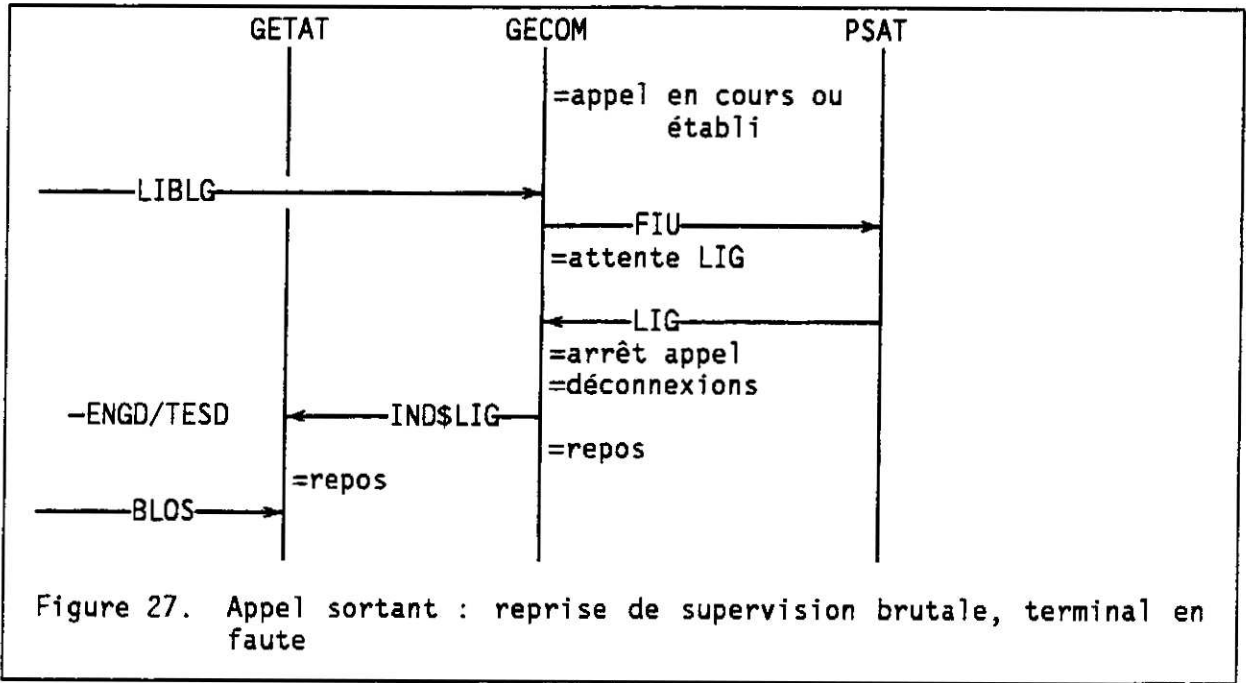 GETAT GECOM PSAT
=appel en cours ou
établi
LIBLG
FIU
=attente LIG
LIG
=arrêt appel
=déconnexions
-ENGD/TESD IND$LIG
=repos
=repos
BLOS
Figure 27. Appel sortant : reprise de supervision brutale, terminal en
faute